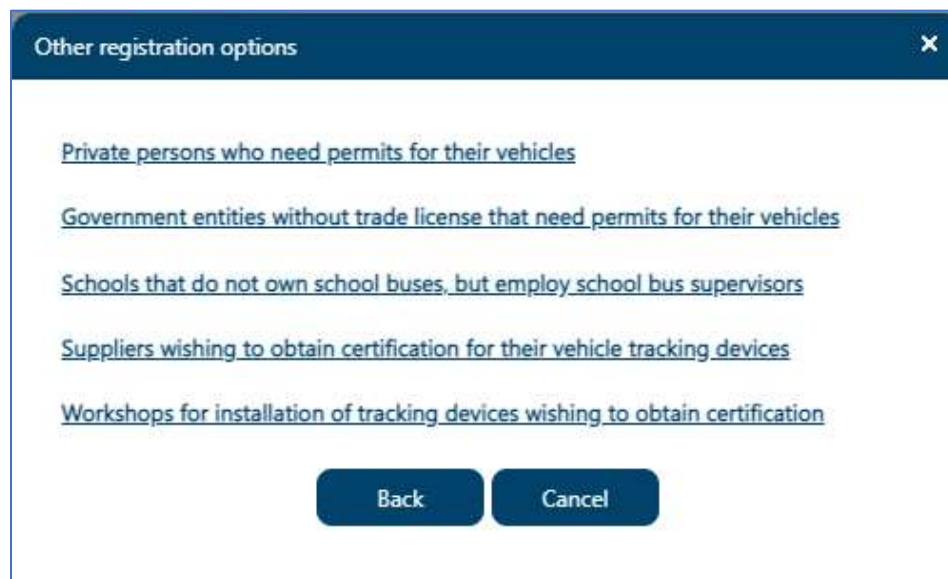 Other registration options
Private persons who need permits for their vehicles
Government entities without trade license that need permits for their vehicles
Schools that do not own school buses, but employ school bus supervisors
Suppliers wishing to obtain certification for their vehicle tracking devices
Workshops for installation of tracking devices wishing to obtain certification
Back Cancel